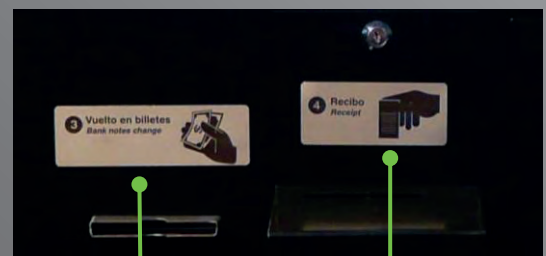 3 Vuelto en billetes
Bank notes change
4 Recibo
Receipt